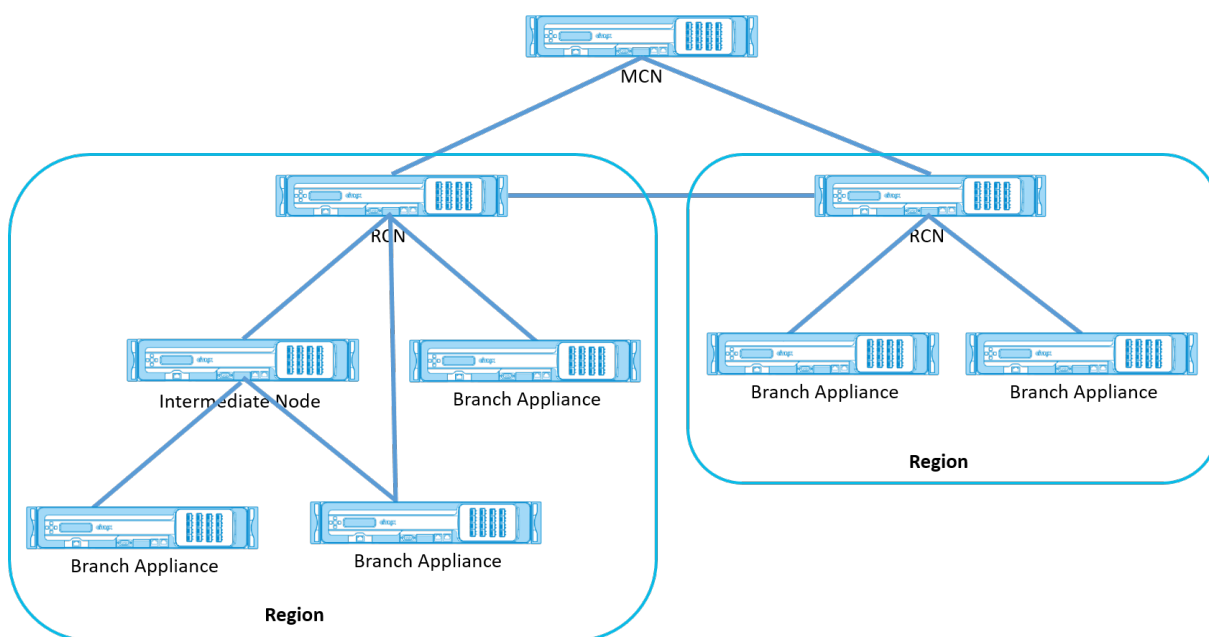 MCN
RCN
RCN
Intermediate Node
Branch Appliance
Branch Appliance
Branch Appliance
Region
Branch Appliance
Branch Appliance
Region